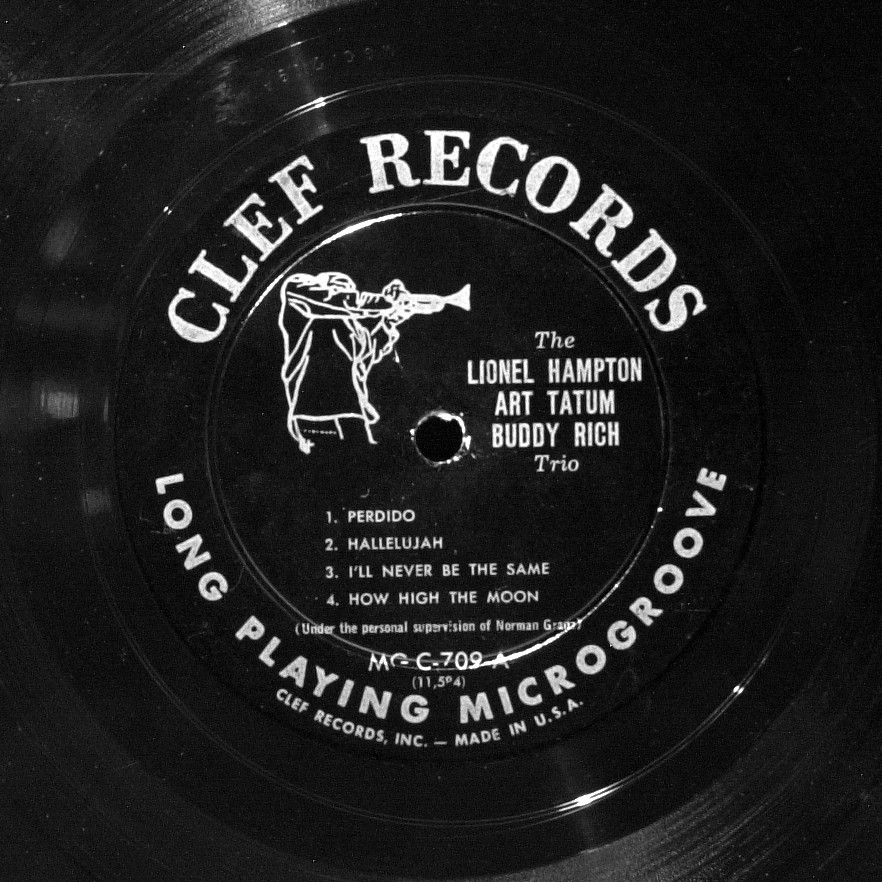 CLEF RECORDS
The
LIONEL HAMPTON
ART TATUM
BUDDY RICH
Trio
1. PERDIDO
2. HALLELUJAH
3. I'LL NEVER BE THE SAME
4. HOW HIGH THE MOON
(Under the personal supervision of Norman Granz)
MG C-709 A
LONG PLAYING MICROGROOVE
CLEF RECORDS, INC. — MADE IN U.S.A.